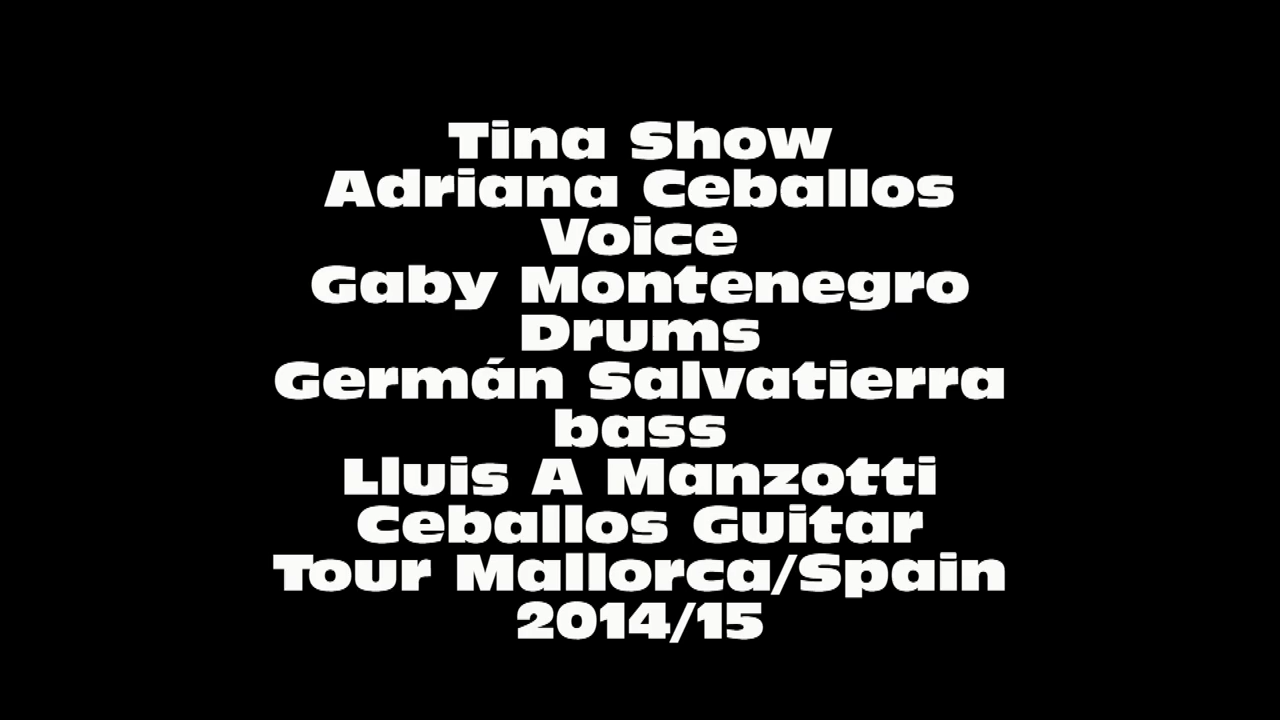 Tina Show
Adriana Ceballos
Voice
Gaby Montenegro
Drums
Germán Salvatierra
bass
Lluis A Manzotti
Ceballos Guitar
Tour Mallorca/Spain
2014/15